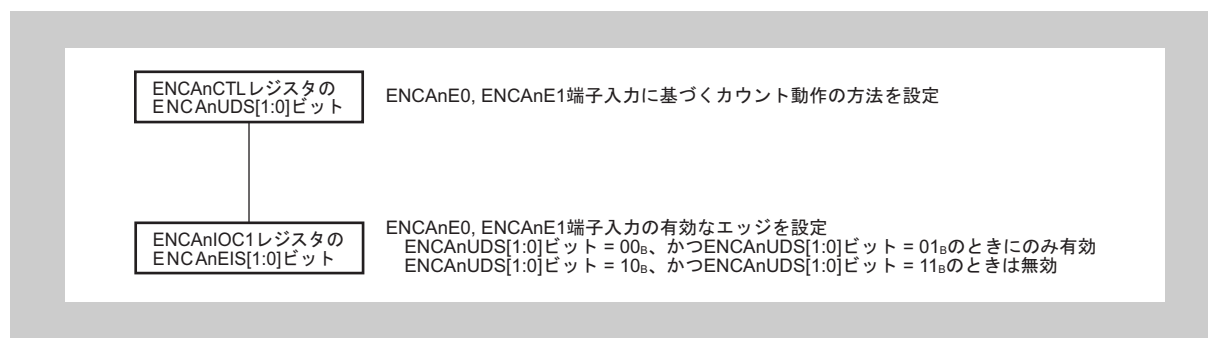 ENCAnCTLレジスタの
ENCAnUDS[1:0]ビット
ENCAnE0, ENCAnE1端子入力に基づくカウント動作の方法を設定
ENCAnIOC1レジスタの
ENCAnEIS[1:0]ビット
ENCAnE0, ENCAnE1端子入力の有効なエッジを設定
ENCAnUDS[1:0]ビット = 00B、かつENCAnUDS[1:0]ビット = 01Bのときにのみ有効
ENCAnUDS[1:0]ビット = 10B、かつENCAnUDS[1:0]ビット = 11Bのときは無効